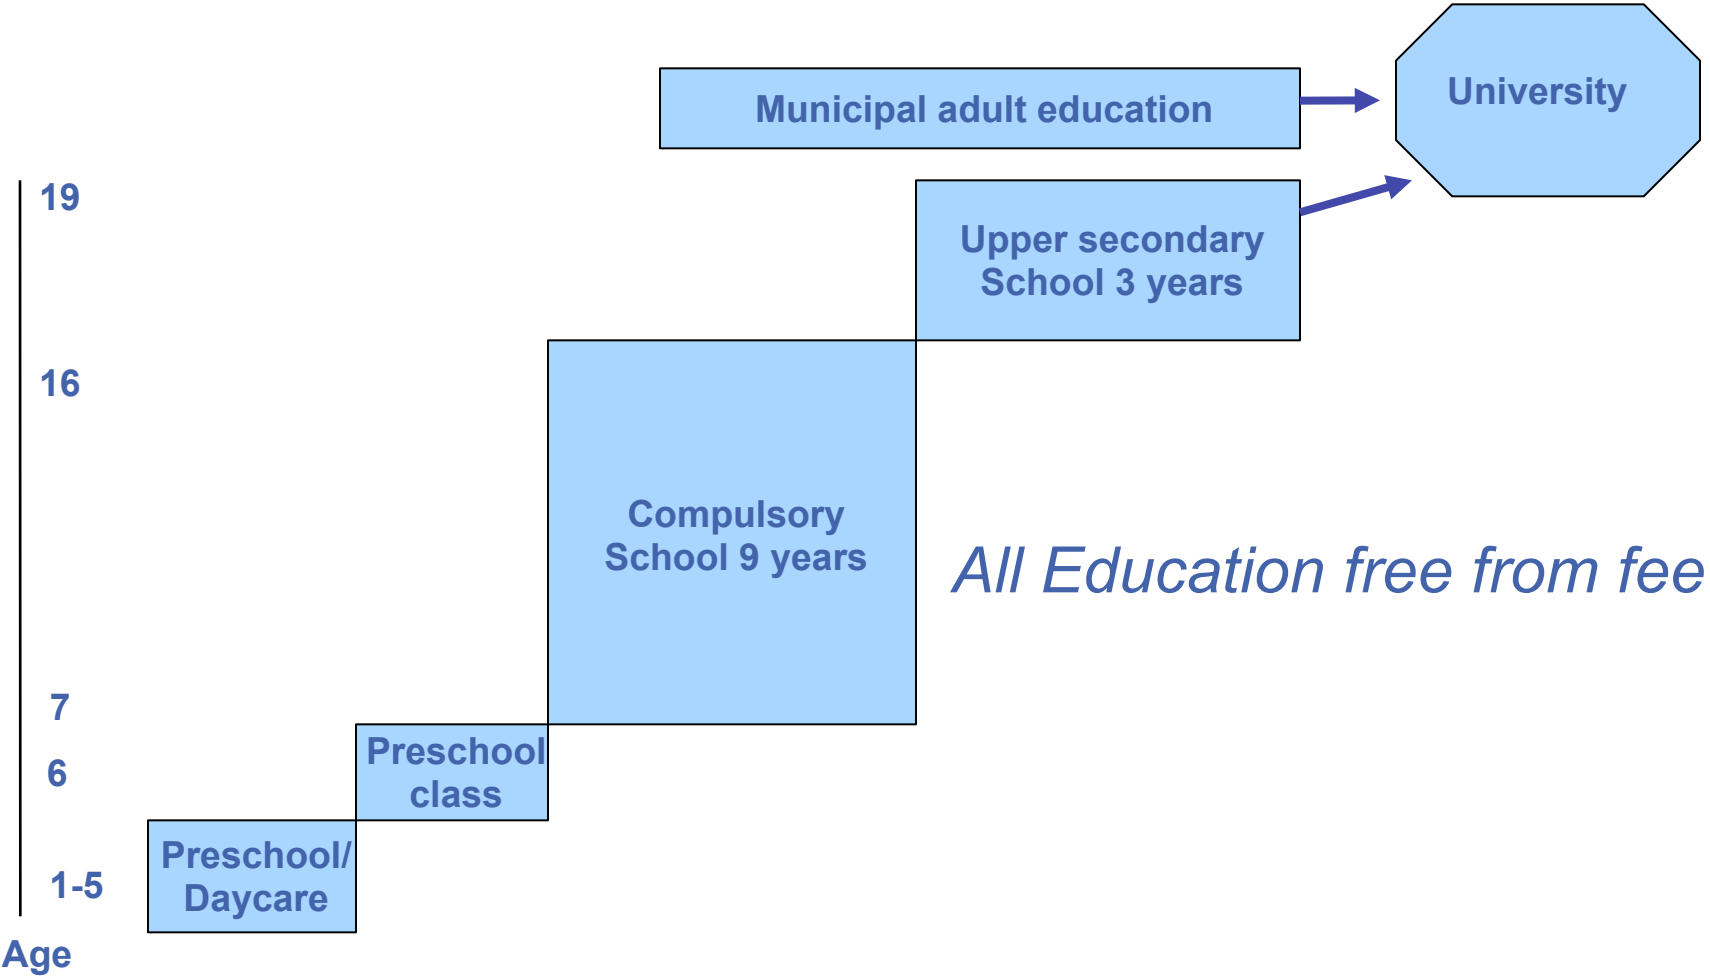 University
Municipal adult education
19
Upper secondary
School 3 years
16
Compulsory
School 9 years
All Education free from fee
7
Preschool
class
6
Preschool/
Daycare
1-5
Age